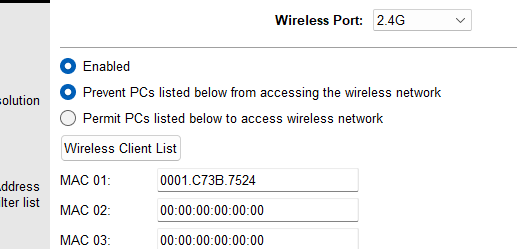 Wireless Port: 2.4G
Enabled
Prevent PCs listed below from accessing the wireless network
olution
Permit PCs listed below to access wireless network
Wireless Client List
MAC 01: 0001.C73B.7524
ddress
lter list
MAC 02: 00:00:00:00:00:00
MAC 03: 00:00:00:00:00:00